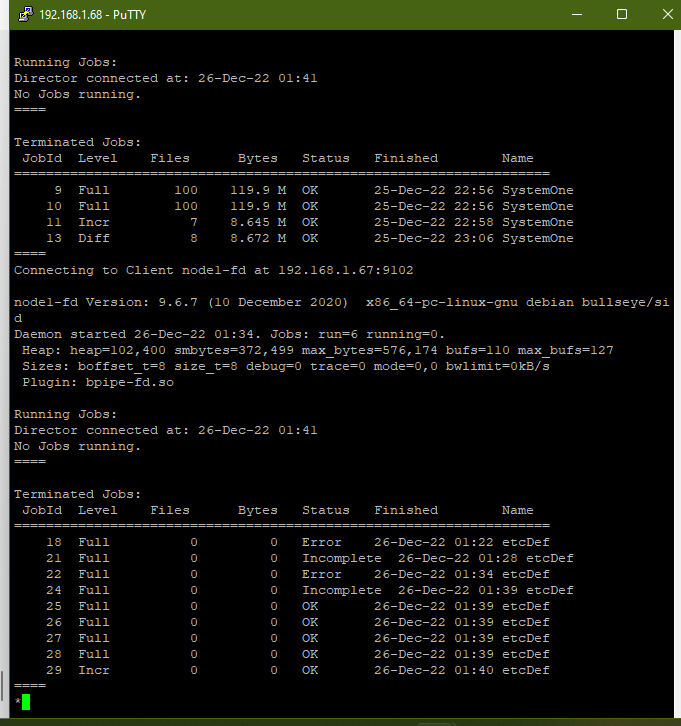 192.168.1.68 - PuTTY
Running Jobs:
Director connected at: 26-Dec-22 01:41
No Jobs running.
====
Terminated Jobs:
 JobId  Level    Files      Bytes   Status   Finished        Name
===================================================================
     9  Full        100    119.9 M  OK       25-Dec-22 22:56 SystemOne
    10  Full        100    119.9 M  OK       25-Dec-22 22:56 SystemOne
    11  Incr          7    8.645 M  OK       25-Dec-22 22:58 SystemOne
    13  Diff          8    8.672 M  OK       25-Dec-22 23:06 SystemOne
====
Connecting to Client node1-fd at 192.168.1.67:9102
node1-fd Version: 9.6.7 (10 December 2020)  x86_64-pc-linux-gnu debian bullseye/si
d
Daemon started 26-Dec-22 01:34. Jobs: run=6 running=0.
 Heap: heap=102,400 smbytes=372,499 max_bytes=576,174 bufs=110 max_bufs=127
 Sizes: boffset_t=8 size_t=8 debug=0 trace=0 mode=0,0 bwlimit=0kB/s
 Plugin: bpipe-fd.so
Running Jobs:
Director connected at: 26-Dec-22 01:41
No Jobs running.
====
Terminated Jobs:
 JobId  Level    Files      Bytes   Status   Finished        Name
===================================================================
    18  Full          0         0   Error    26-Dec-22 01:22 etcDef
    21  Full          0         0   Incomplete  26-Dec-22 01:28 etcDef
    22  Full          0         0   Error    26-Dec-22 01:34 etcDef
    24  Full          0         0   Incomplete  26-Dec-22 01:39 etcDef
    25  Full          0         0   OK       26-Dec-22 01:39 etcDef
    26  Full          0         0   OK       26-Dec-22 01:39 etcDef
    27  Full          0         0   OK       26-Dec-22 01:39 etcDef
    28  Full          0         0   OK       26-Dec-22 01:39 etcDef
    29  Incr          0         0   OK       26-Dec-22 01:40 etcDef
====
*